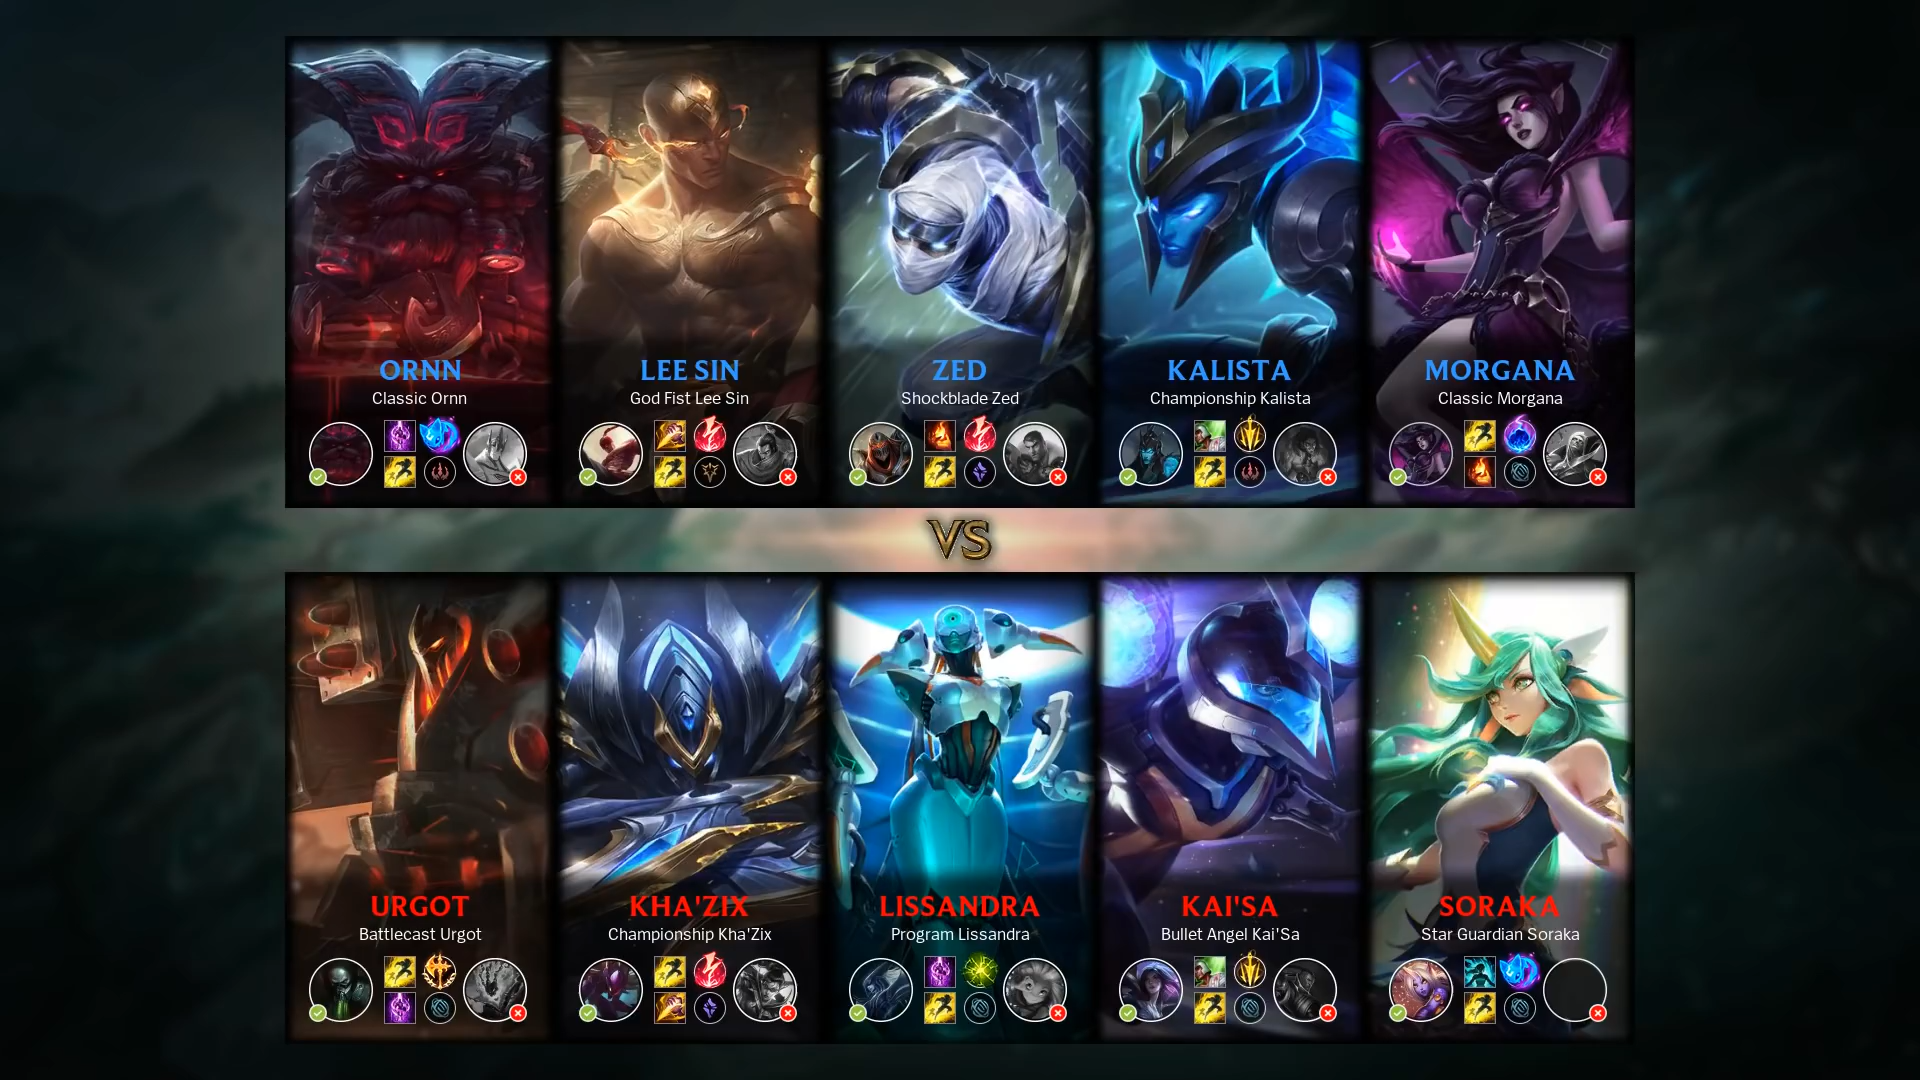 ORNN
Classic Ornn
LEE SIN
God Fist Lee Sin
ZED
Shockblade Zed
KALISTA
Championship Kalista
MORGANA
Classic Morgana
VS
URGOT
Battlecast Urgot
KHA'ZIX
Championship Kha'Zix
LISSANDRA
Program Lissandra
KAI'SA
Bullet Angel Kai'Sa
SORAKA
Star Guardian Soraka